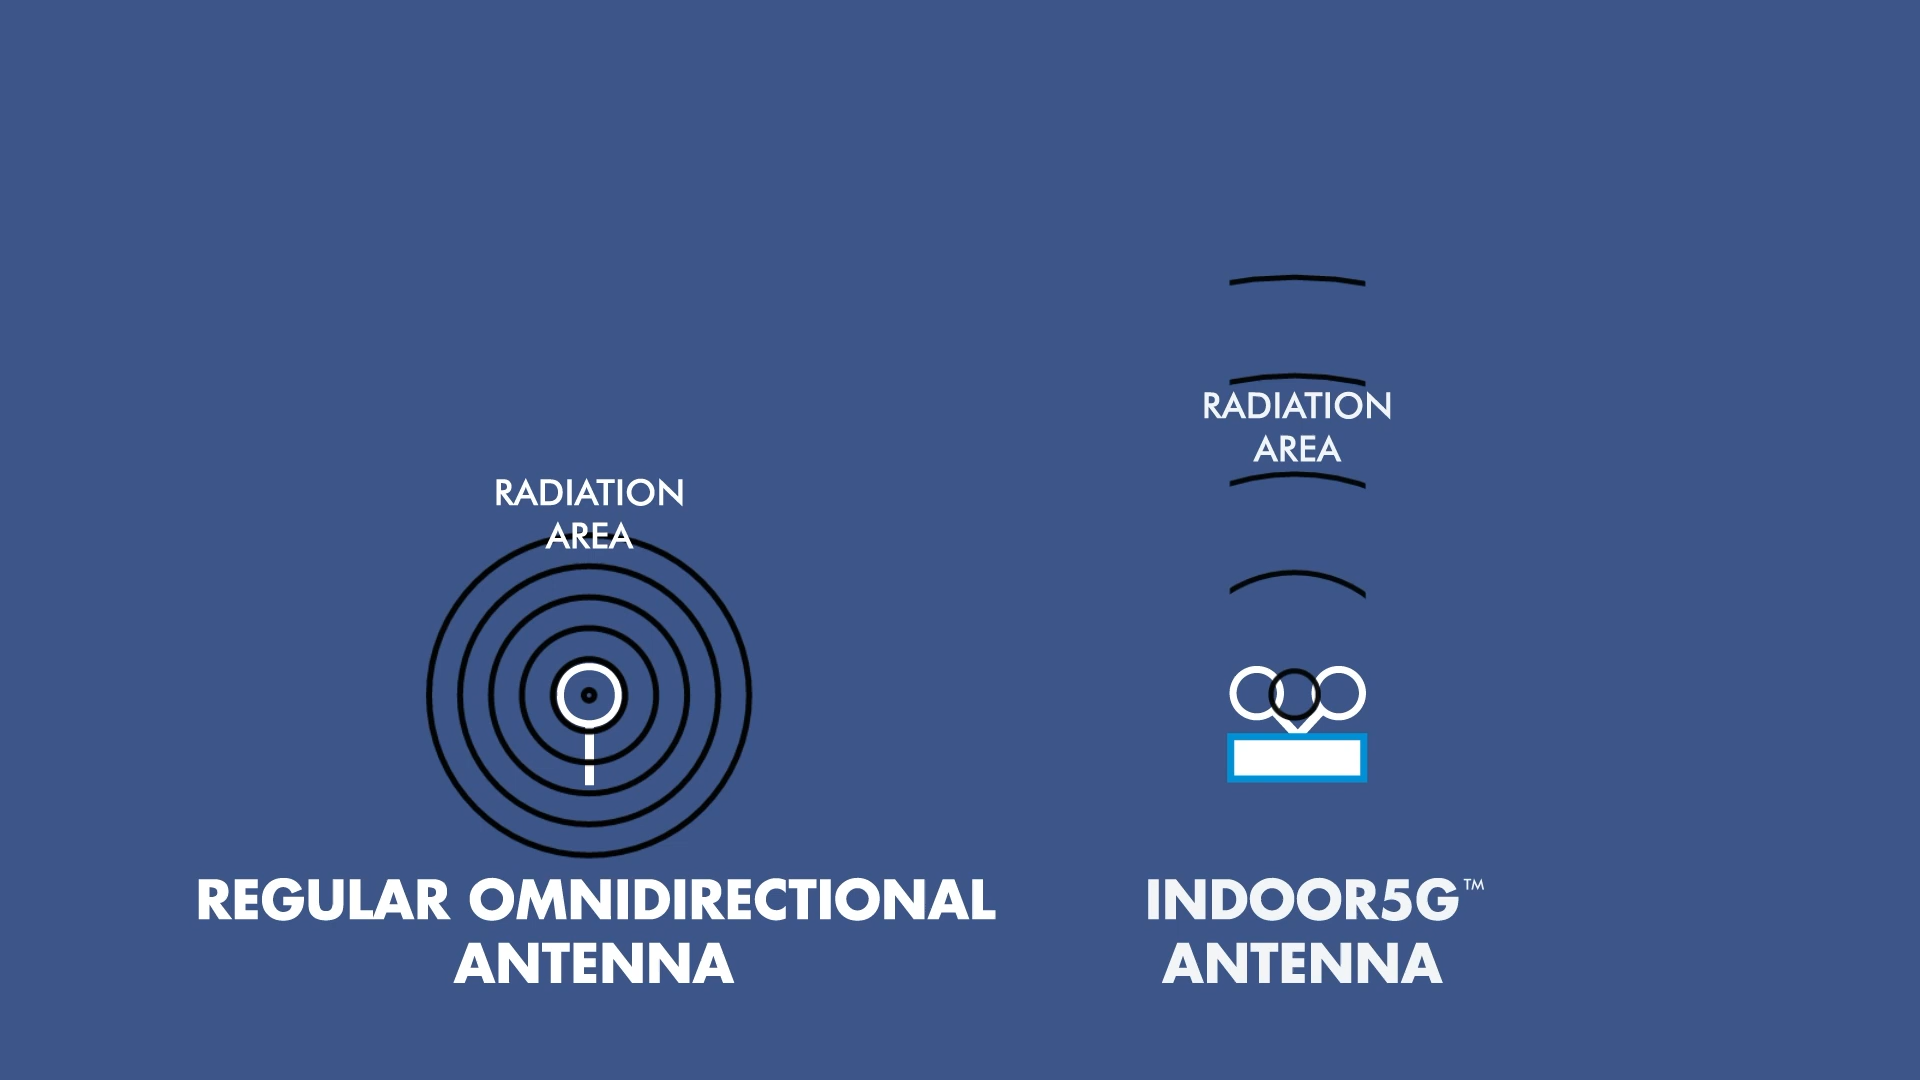 RADIATION
AREA
REGULAR OMNIDIRECTIONAL
ANTENNA
RADIATION
AREA
INDOOR5G™
ANTENNA